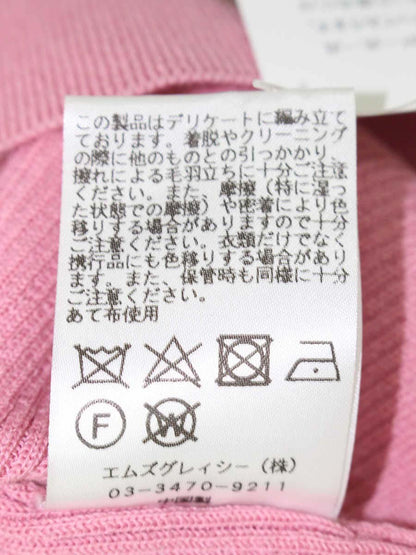 この製品はデリケートに編み立て
ております。着脱やクリーニング
の際に他のものとの引っかかり、
擦れによる毛羽立ちに十分ご注意
ください。また、摩擦（特に湿っ
た状態での摩擦）や密着により色
移りする場合がありますので十分
ご注意ください。衣類だけでなく
携行品にも色移りする場合があり
ます。また、保管時も同様に十分
ご注意ください。
あて布使用
F
W
エムズグレイシー（株）
03-3470-9211